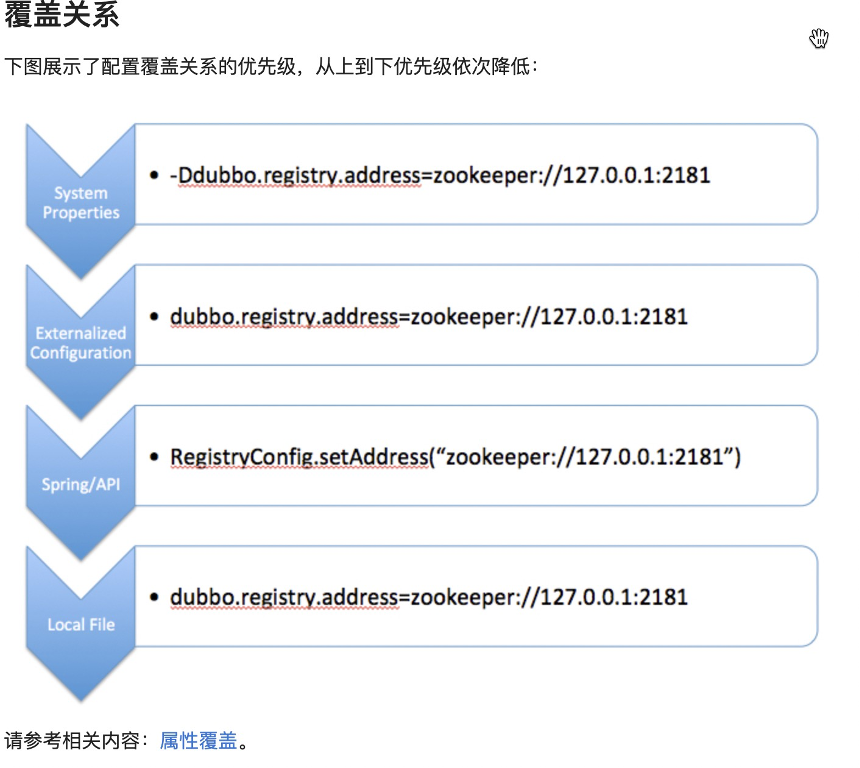 覆盖关系
下图展示了配置覆盖关系的优先级，从上到下优先级依次降低：
System
Properties
• -Ddubbo.registry.address=zookeeper://127.0.0.1:2181
Externalized
Configuration
• dubbo.registry.address=zookeeper://127.0.0.1:2181
Spring/API
• RegistryConfig.setAddress(“zookeeper://127.0.0.1:2181”)
Local File
• dubbo.registry.address=zookeeper://127.0.0.1:2181
请参考相关内容：属性覆盖。